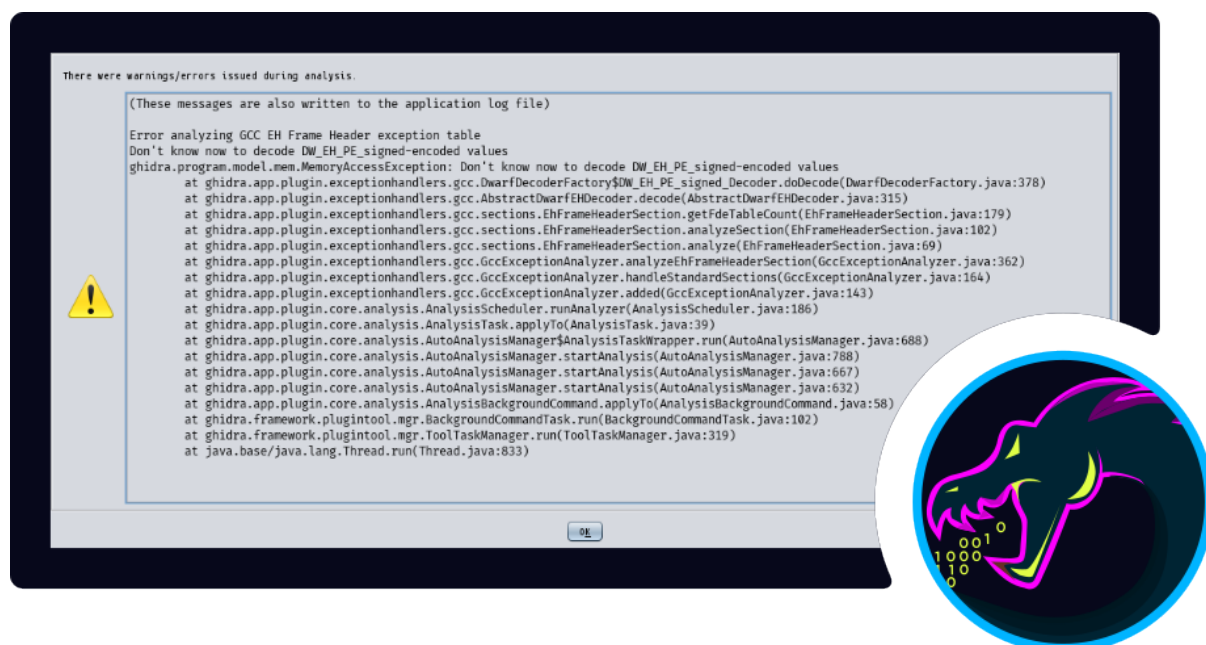 There were warnings/errors issued during analysis.
(These messages are also written to the application log file)
Error analyzing GCC EH Frame Header exception table
Don't know now to decode DW_EH_PE_signed-encoded values
ghidra.program.model.mem.MemoryAccessException: Don't know now to decode DW_EH_PE_signed-encoded values
at ghidra.app.plugin.exceptionhandlers.gcc.DwarfDecoderFactory$DW_EH_PE_signed_Decoder.doDecode(DwarfDecoderFactory.java:378)
at ghidra.app.plugin.exceptionhandlers.gcc.AbstractDwarfEHDecoder.decode(AbstractDwarfEHDecoder.java:315)
at ghidra.app.plugin.exceptionhandlers.gcc.sections.EhFrameHeaderSection.getFdeTableCount(EhFrameHeaderSection.java:179)
at ghidra.app.plugin.exceptionhandlers.gcc.sections.EhFrameHeaderSection.analyzeSection(EhFrameHeaderSection.java:102)
at ghidra.app.plugin.exceptionhandlers.gcc.sections.EhFrameHeaderSection.analyze(EhFrameHeaderSection.java:69)
at ghidra.app.plugin.exceptionhandlers.gcc.GccExceptionAnalyzer.analyzeEhFrameHeaderSection(GccExceptionAnalyzer.java:362)
at ghidra.app.plugin.exceptionhandlers.gcc.GccExceptionAnalyzer.handleStandardSections(GccExceptionAnalyzer.java:164)
at ghidra.app.plugin.exceptionhandlers.gcc.GccExceptionAnalyzer.added(GccExceptionAnalyzer.java:143)
at ghidra.app.plugin.core.analysis.AnalysisScheduler.runAnalyzer(AnalysisScheduler.java:186)
at ghidra.app.plugin.core.analysis.AnalysisTask.applyTo(AnalysisTask.java:39)
at ghidra.app.plugin.core.analysis.AutoAnalysisManager$AnalysisTaskWrapper.run(AutoAnalysisManager.java:688)
at ghidra.app.plugin.core.analysis.AutoAnalysisManager.startAnalysis(AutoAnalysisManager.java:788)
at ghidra.app.plugin.core.analysis.AutoAnalysisManager.startAnalysis(AutoAnalysisManager.java:667)
at ghidra.app.plugin.core.analysis.AutoAnalysisManager.startAnalysis(AutoAnalysisManager.java:632)
at ghidra.app.plugin.core.analysis.AnalysisBackgroundCommand.applyTo(AnalysisBackgroundCommand.java:58)
at ghidra.framework.plugintool.mgr.BackgroundCommandTask.run(BackgroundCommandTask.java:102)
at ghidra.framework.plugintool.mgr.ToolTaskManager.run(ToolTaskManager.java:319)
at java.base/java.lang.Thread.run(Thread.java:833)
OK
0010
1000
110
0